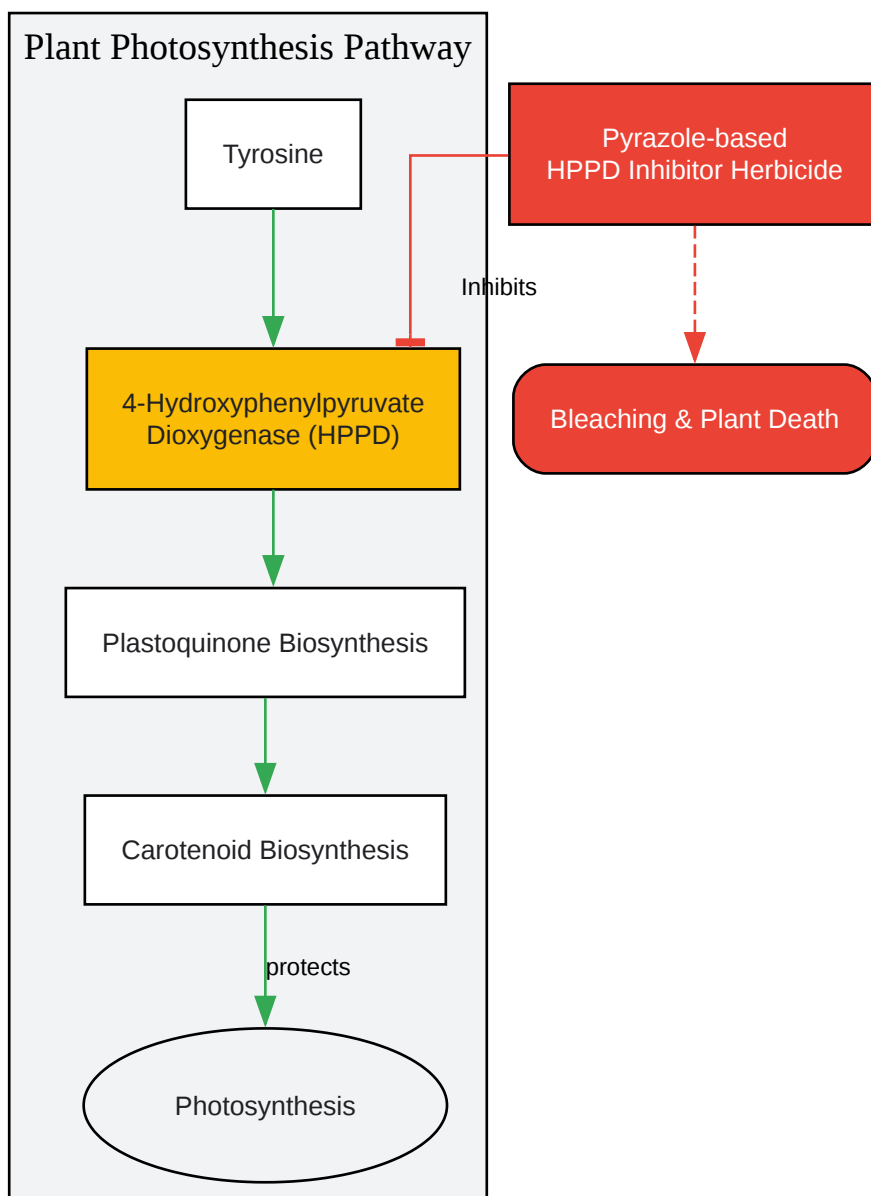 Plant Photosynthesis Pathway
Tyrosine
Pyrazole-based
HPPD Inhibitor Herbicide
Inhibits
4-Hydroxyphenylpyruvate
Dioxygenase (HPPD)
Bleaching & Plant Death
Plastoquinone Biosynthesis
Carotenoid Biosynthesis
protects
Photosynthesis